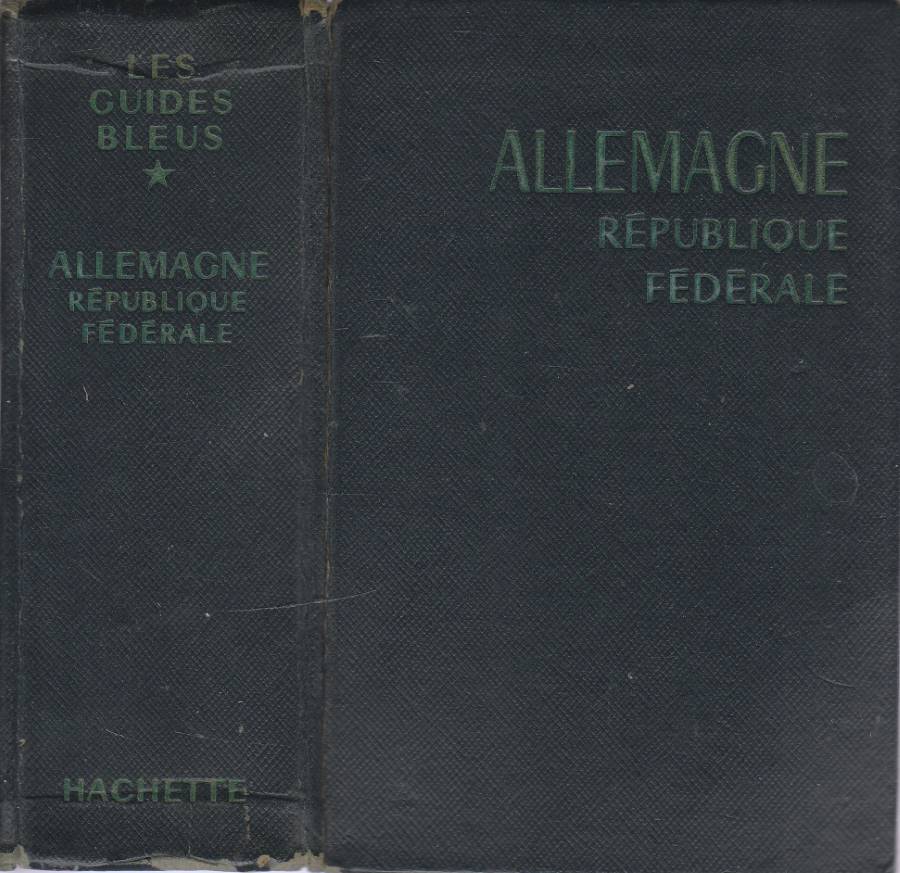 LES
GUIDES
BLEUS
★
ALLEMAGNE
RÉPUBLIQUE
FÉDÉRALE
HACHETTE
ALLEMAGNE
RÉPUBLIQUE
FÉDÉRALE